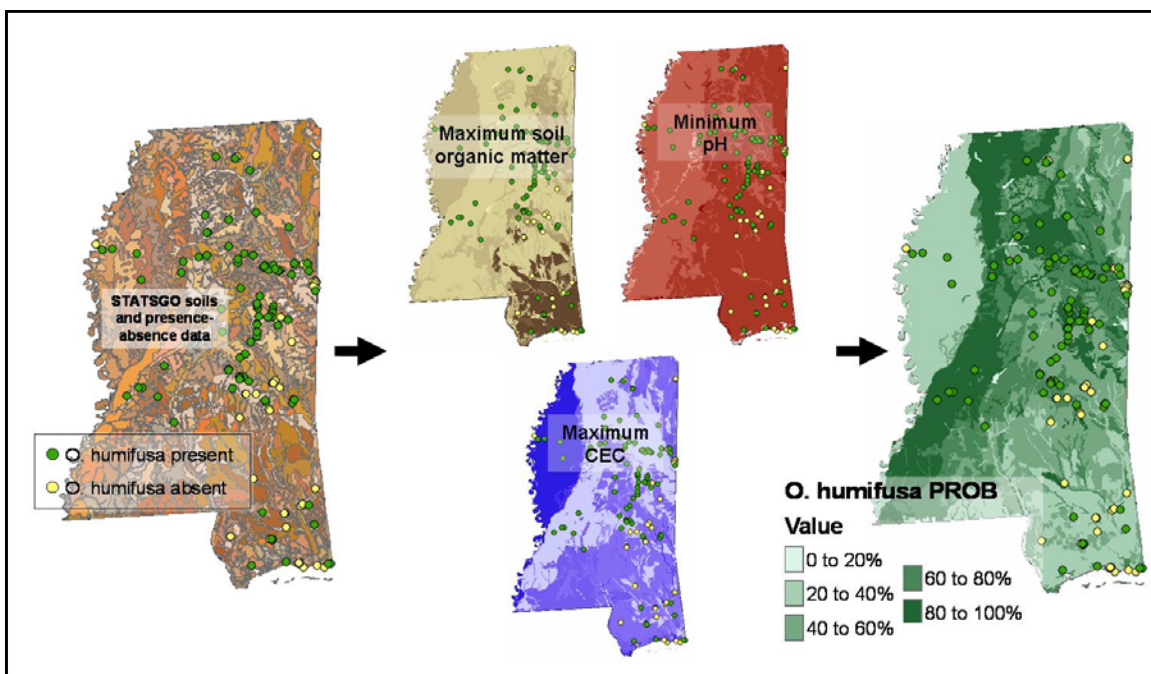 STATSGO soils
and presence-
absence data
O. humifusa present
O. humifusa absent
Maximum soil
organic matter
Minimum
pH
Maximum
CEC
O. humifusa PROB
Value
0 to 20%
20 to 40%
40 to 60%
60 to 80%
80 to 100%